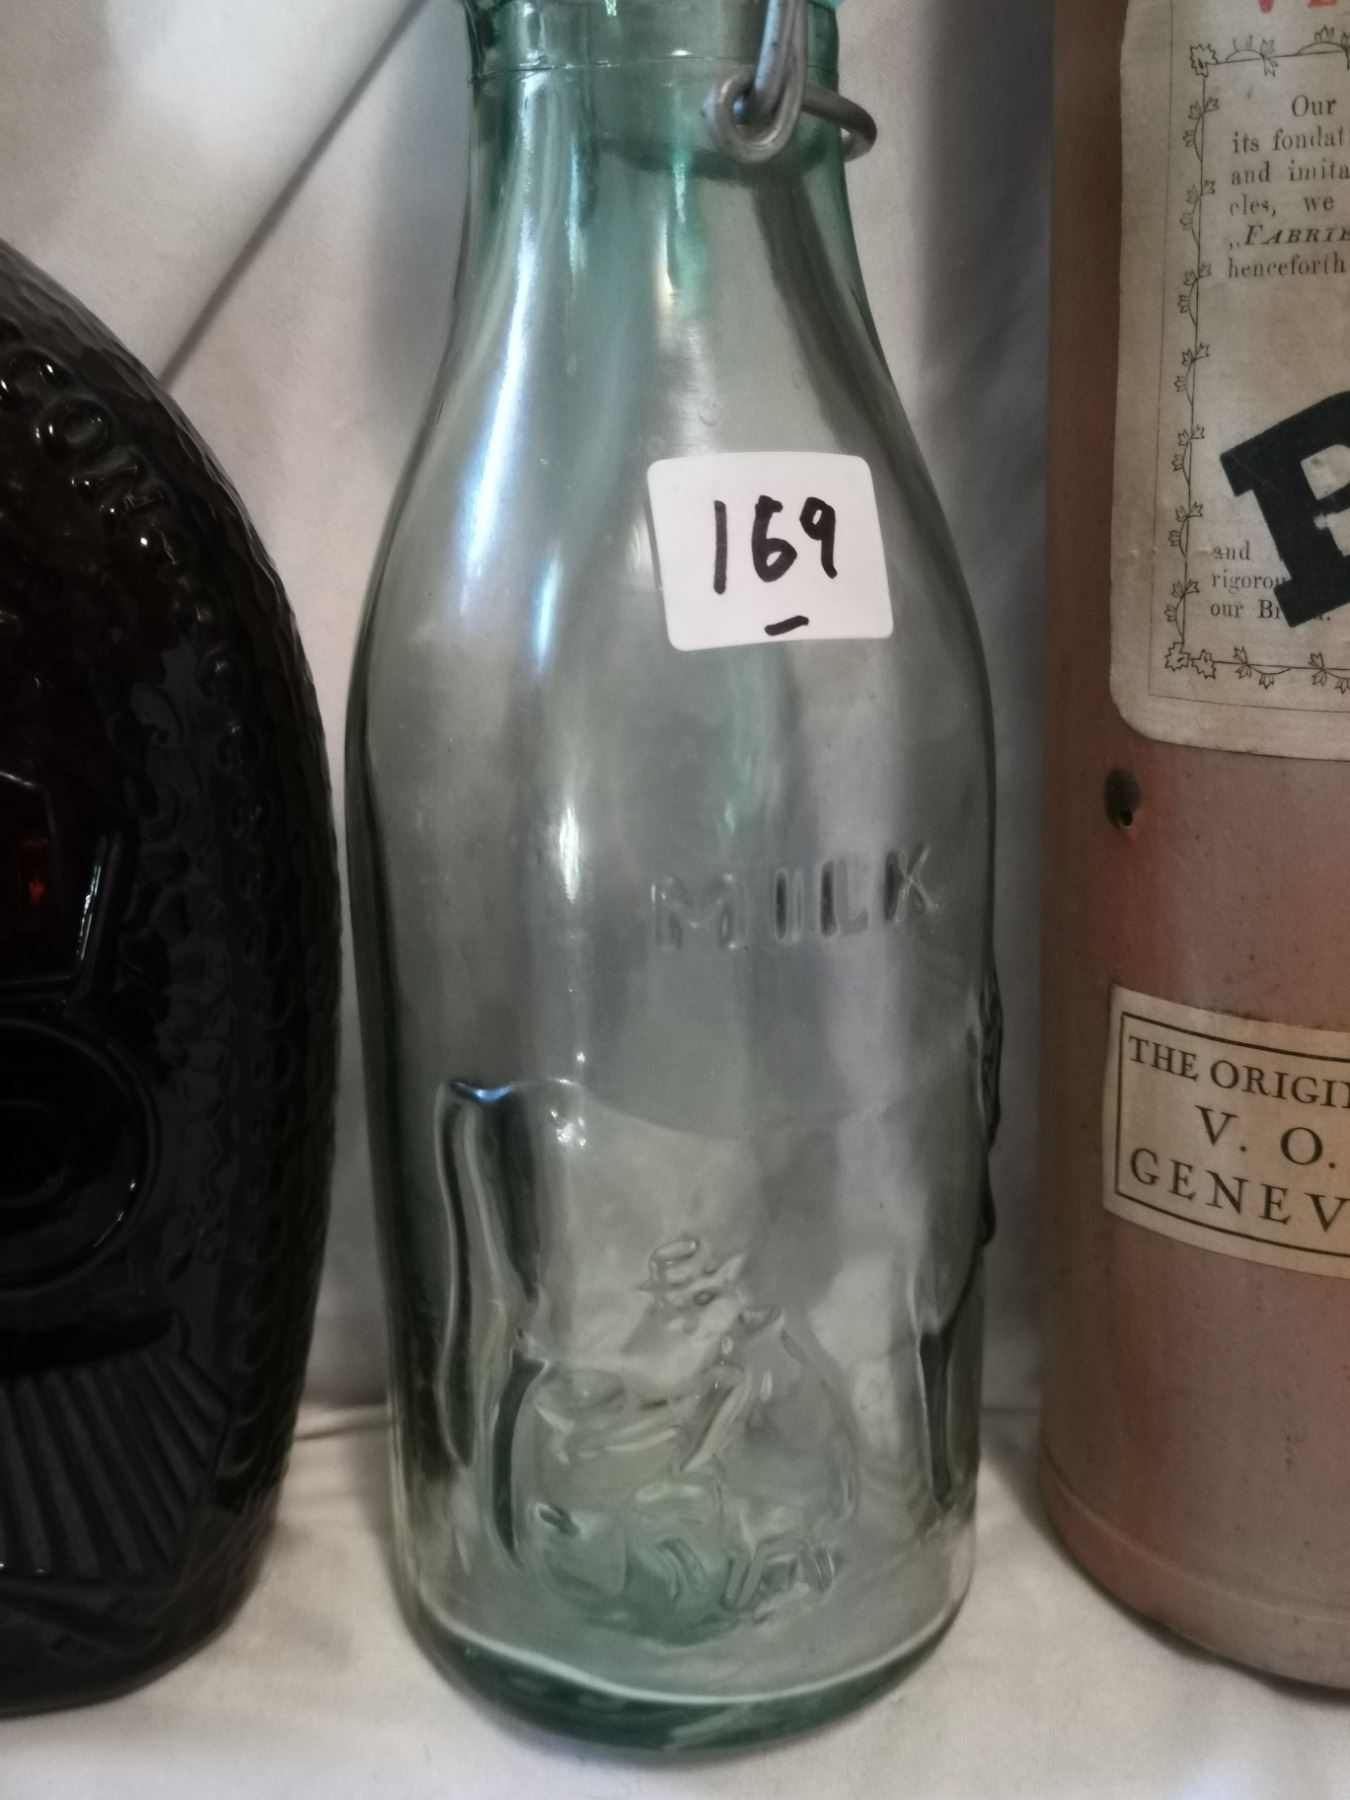 169
MILK
Our
its fondat
and imita
cles, we
„FABRIE
henceforth
and
rigorou
our Br
THE ORIGI
V. O.
GENEV